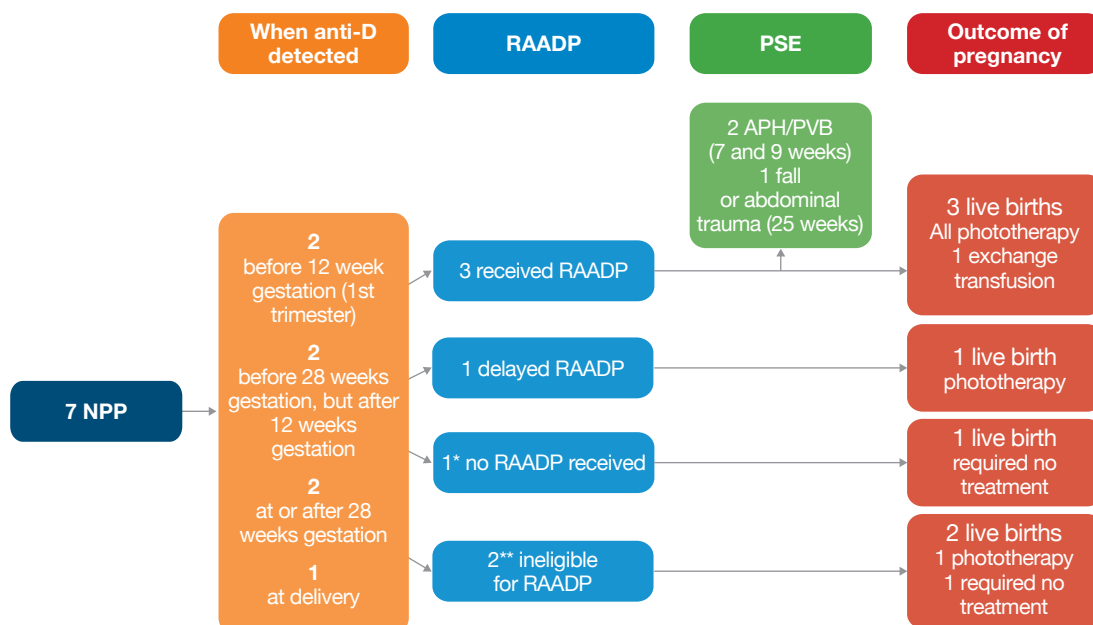 When anti-D
detected
RAADP
PSE
Outcome of
pregnancy
7 NPP
2
before 12 week
gestation (1st
trimester)
2
before 28 weeks
gestation, but after
12 weeks
gestation
2
at or after 28
weeks gestation
1
at delivery
3 received RAADP
2 APH/PVB
(7 and 9 weeks)
1 fall
or abdominal
trauma (25 weeks)
3 live births
All phototherapy
1 exchange
transfusion
1 delayed RAADP
1 live birth
phototherapy
1* no RAADP received
1 live birth
required no
treatment
2** ineligible
for RAADP
2 live births
1 phototherapy
1 required no
treatment